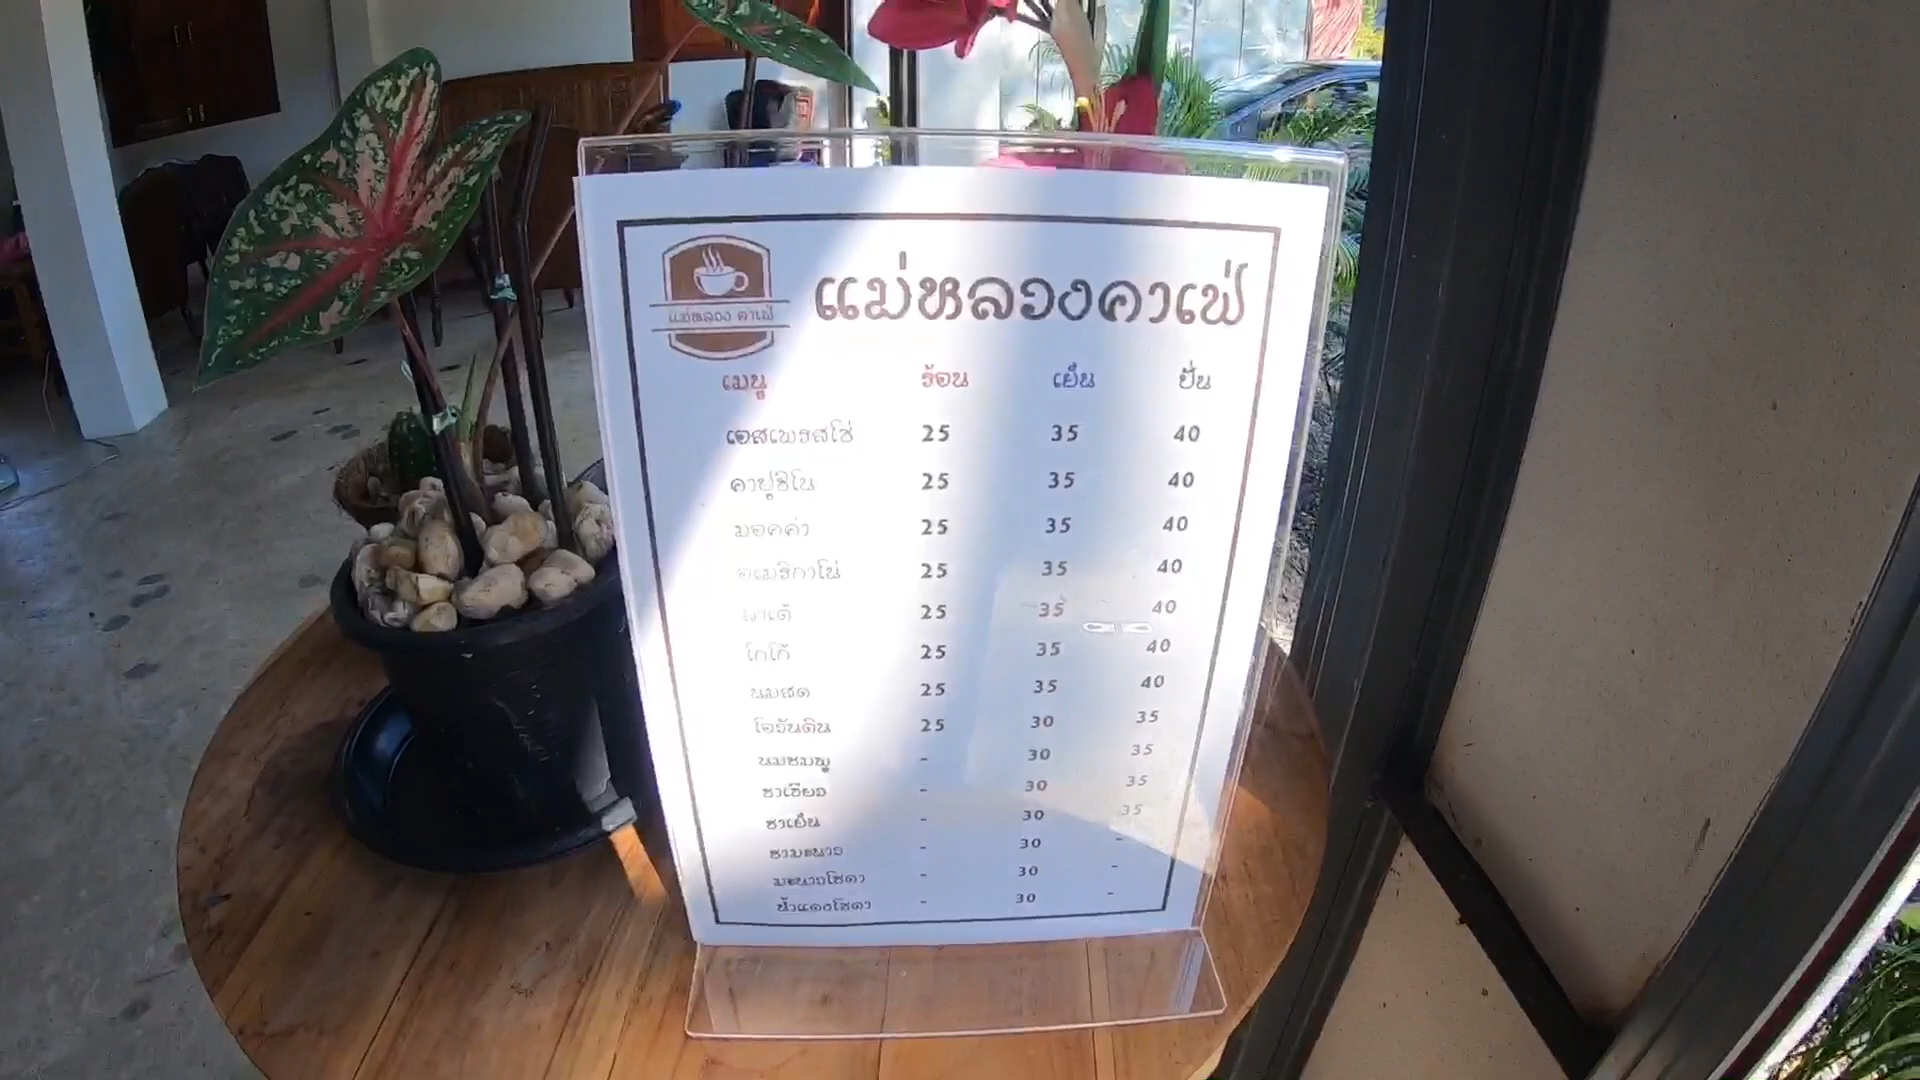 แม่หลวงคาเฟ่
แม่หลวง คาเฟ่
เมนู ร้อน เย็น ปั่น
เอสเพรสโซ่ 25 35 40
คาปูชิโน 25 35 40
มอคค่า 25 35 40
อเมริกาโน่ 25 35 40
ลาเต้ 25 35 40
โกโก้ 25 35 40
นมสด 25 35 40
โอวันติน 25 30 35
นมชมพู - 30 35
ชาเขียว - 30 35
ชาเย็น - 30 35
ชามะนาว - 30 -
มะนาวโซดา - 30 -
น้ำแดงโซดา - 30 -